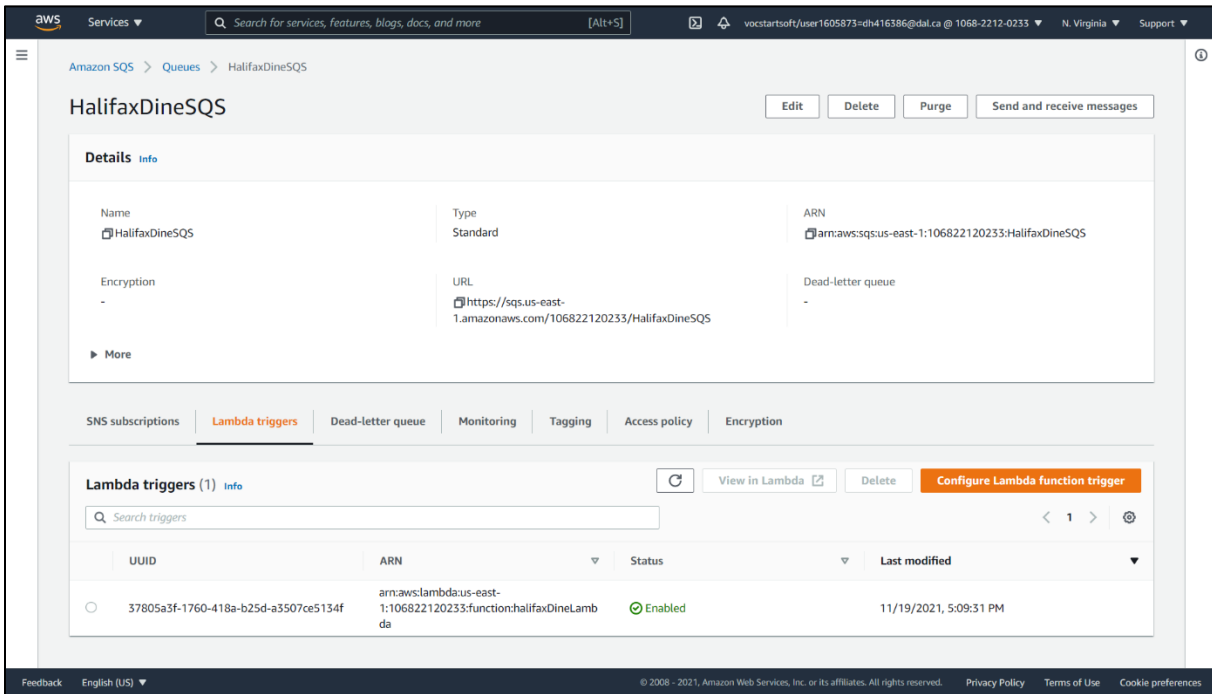 aws Services ▼ Search for services, features, blogs, docs, and more [Alt+S] vocstartsoft/user1605873=dh416386@dal.ca @ 1068-2212-0233 ▼ N. Virginia ▼ Support ▼
Amazon SQS > Queues > HalifaxDineSQS
HalifaxDineSQS Edit Delete Purge Send and receive messages
Details Info
Name Type ARN
HalifaxDineSQS Standard arn:aws:sqs:us-east-1:106822120233:HalifaxDineSQS
Encryption URL Dead-letter queue
- https://sqs.us-east- -
1.amazonaws.com/106822120233/HalifaxDineSQS
▶ More
SNS subscriptions Lambda triggers Dead-letter queue Monitoring Tagging Access policy Encryption
Lambda triggers (1) Info View in Lambda Delete Configure Lambda function trigger
Search triggers < 1 >
UUID ARN Status Last modified
arn:aws:lambda:us-east-
37805a3f-1760-418a-b25d-a3507ce5134f 1:106822120233:function:halifaxDineLamb Enabled 11/19/2021, 5:09:31 PM
da
Feedback English (US) ▼ © 2008 - 2021, Amazon Web Services, Inc. or its affiliates. All rights reserved. Privacy Policy Terms of Use Cookie preferences